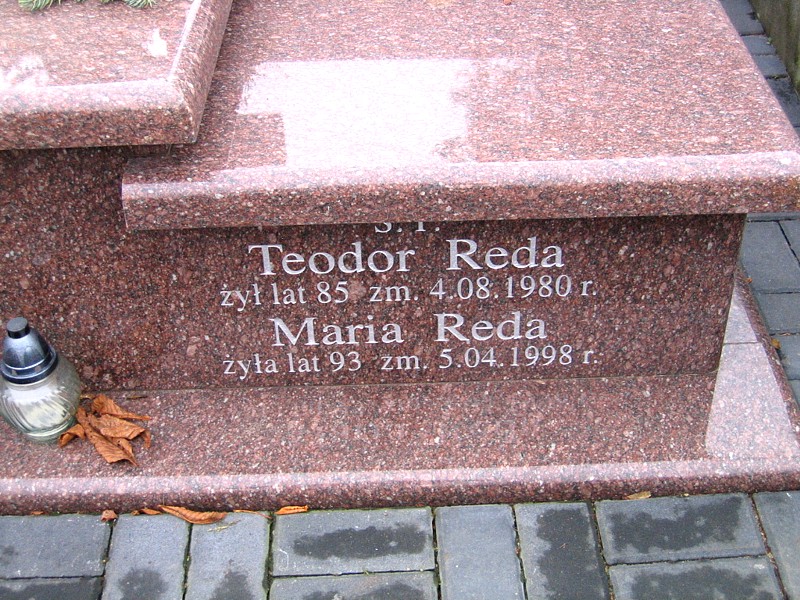 Ś. P.
Teodor Reda
żył lat 85 zm. 4.08.1980 r.
Maria Reda
żyła lat 93 zm. 5.04.1998 r.